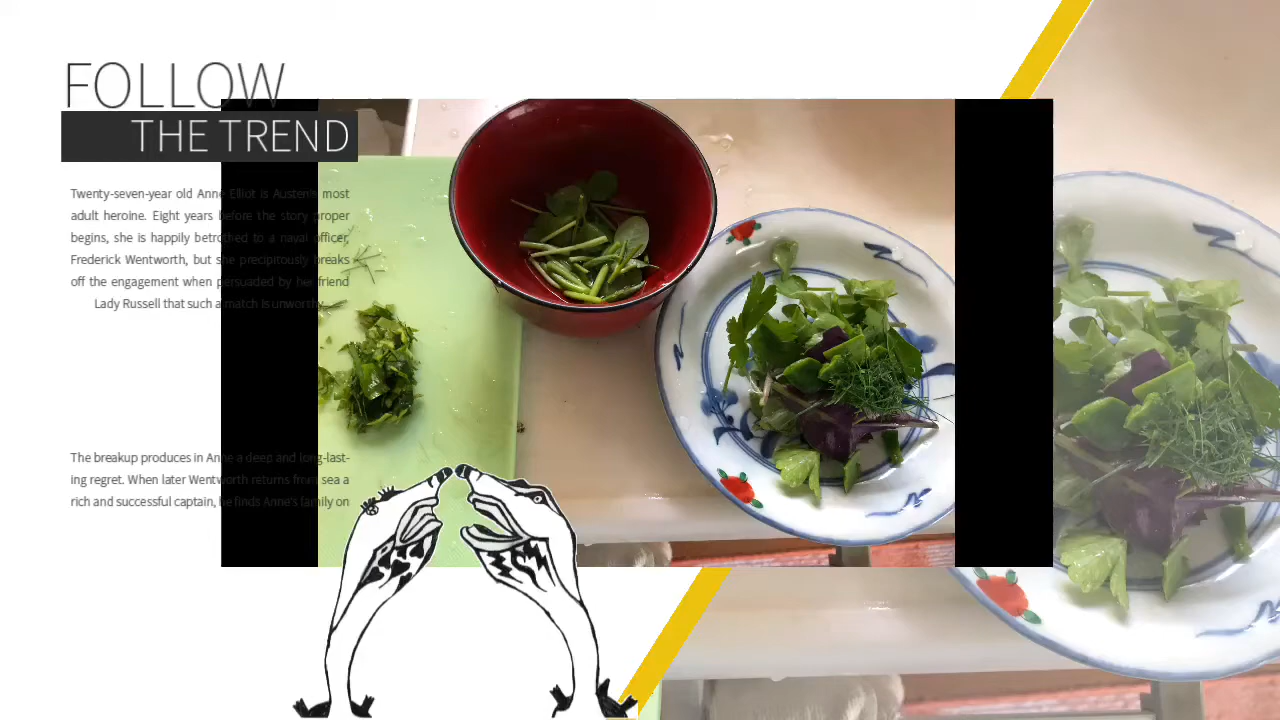 FOLLOW
THE TREND
Twenty-seven-year old Anne Elliot is Austen's most
adult heroine. Eight years before the story proper
begins, she is happily betrothed to a naval officer,
Frederick Wentworth, but she precipitously breaks
off the engagement when persuaded by her friend
Lady Russell that such a match is unworthy.
The breakup produces in Anne a deep and long-last-
ing regret. When later Wentworth returns from sea a
rich and successful captain, he finds Anne's family on